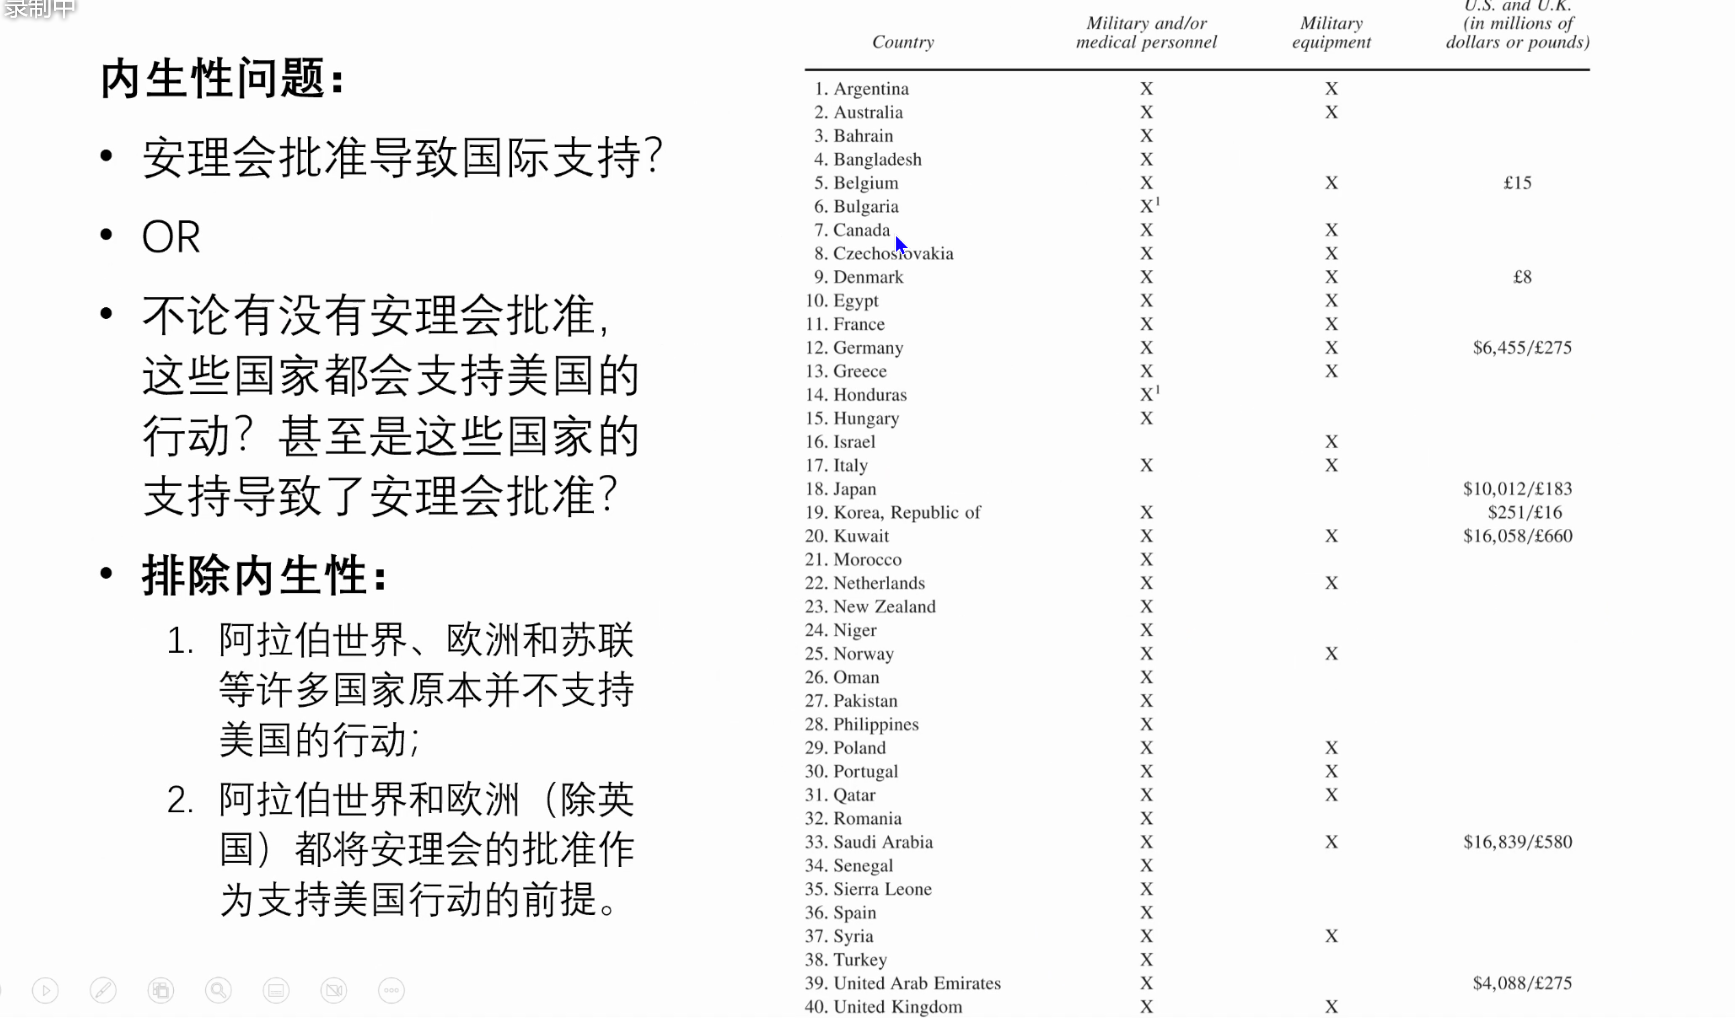 录制中
内生性问题：
• 安理会批准导致国际支持？
• OR
• 不论有没有安理会批准，
这些国家都会支持美国的
行动？甚至是这些国家的
支持导致了安理会批准？
• 排除内生性：
1. 阿拉伯世界、欧洲和苏联
等许多国家原本并不支持
美国的行动；
2. 阿拉伯世界和欧洲（除英
国）都将安理会的批准作
为支持美国行动的前提。
U.S. and U.K.
Military and/or Military (in millions of
Country medical personnel equipment dollars or pounds)
1. Argentina X X
2. Australia X X
3. Bahrain X
4. Bangladesh X
5. Belgium X X £15
6. Bulgaria X¹
7. Canada X X
8. Czechoslovakia X X
9. Denmark X X £8
10. Egypt X X
11. France X X
12. Germany X X $6,455/£275
13. Greece X X
14. Honduras X¹
15. Hungary X
16. Israel X
17. Italy X X
18. Japan $10,012/£183
19. Korea, Republic of X $251/£16
20. Kuwait X X $16,058/£660
21. Morocco X
22. Netherlands X X
23. New Zealand X
24. Niger X
25. Norway X X
26. Oman X
27. Pakistan X
28. Philippines X
29. Poland X X
30. Portugal X X
31. Qatar X X
32. Romania X
33. Saudi Arabia X X $16,839/£580
34. Senegal X
35. Sierra Leone X
36. Spain X
37. Syria X X
38. Turkey X
39. United Arab Emirates X $4,088/£275
40. United Kingdom X X